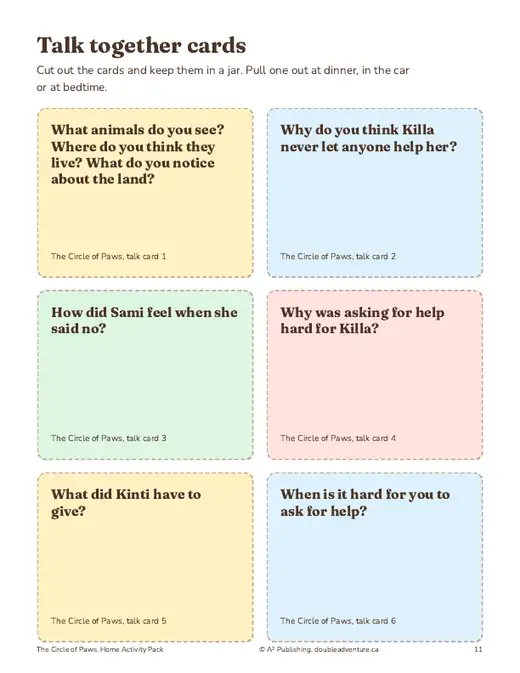 Talk together cards
Cut out the cards and keep them in a jar. Pull one out at dinner, in the car
or at bedtime.
What animals do you see?
Where do you think they
live? What do you notice
about the land?
The Circle of Paws, talk card 1
Why do you think Killa
never let anyone help her?
The Circle of Paws, talk card 2
How did Sami feel when she
said no?
The Circle of Paws, talk card 3
Why was asking for help
hard for Killa?
The Circle of Paws, talk card 4
What did Kinti have to
give?
The Circle of Paws, talk card 5
When is it hard for you to
ask for help?
The Circle of Paws, talk card 6
The Circle of Paws. Home Activity Pack
© A² Publishing, doubleadventure.ca
11